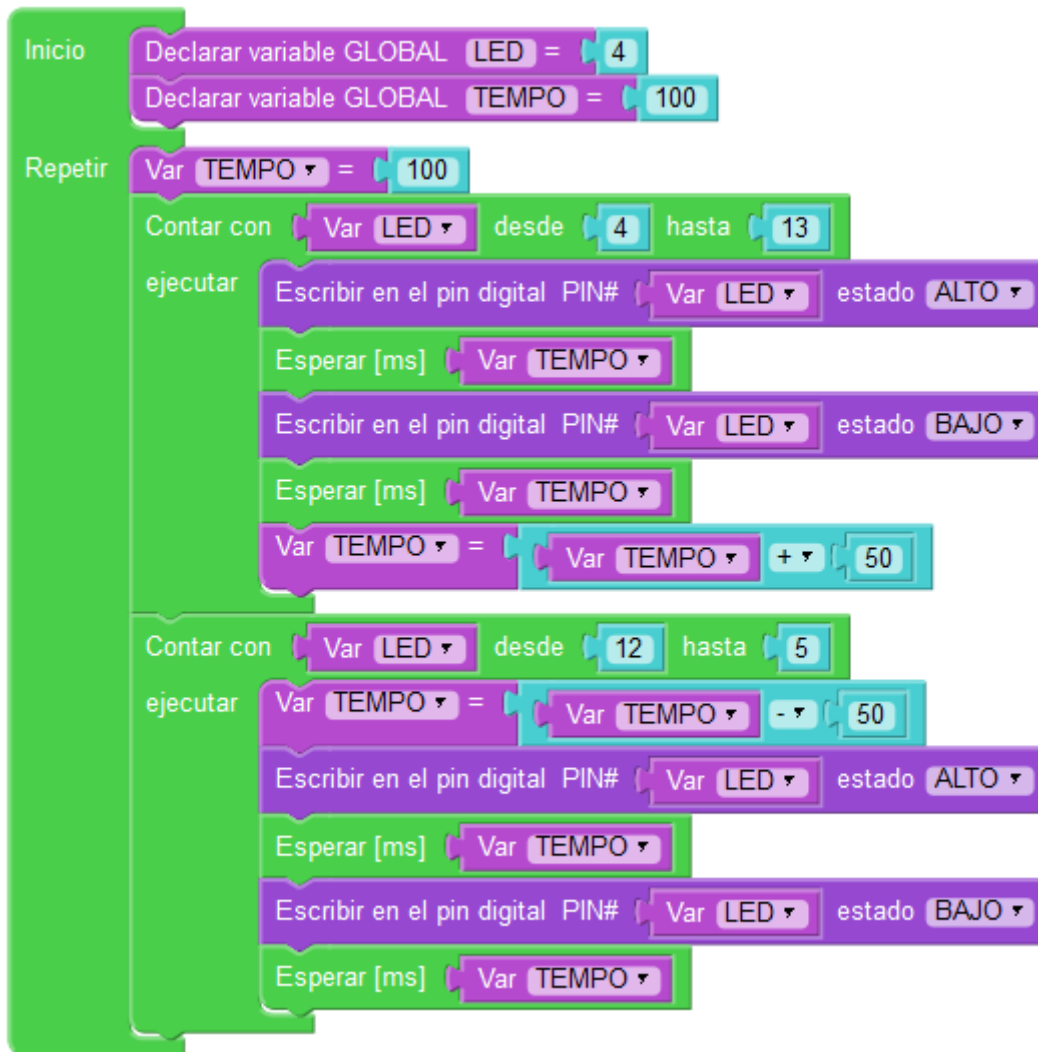 Inicio Declarar variable GLOBAL LED = 4
Declarar variable GLOBAL TEMPO = 100
Repetir Var TEMPO = 100
Contar con Var LED desde 4 hasta 13
ejecutar Escribir en el pin digital PIN# Var LED estado ALTO
Esperar [ms] Var TEMPO
Escribir en el pin digital PIN# Var LED estado BAJO
Esperar [ms] Var TEMPO
Var TEMPO = Var TEMPO + 50
Contar con Var LED desde 12 hasta 5
ejecutar Var TEMPO = Var TEMPO - 50
Escribir en el pin digital PIN# Var LED estado ALTO
Esperar [ms] Var TEMPO
Escribir en el pin digital PIN# Var LED estado BAJO
Esperar [ms] Var TEMPO